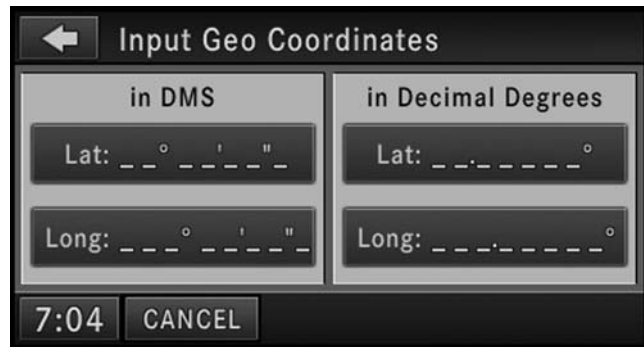 Input Geo Coordinates
in DMS
Lat: _ _° _ _' _ _"_
Long: _ _ _° _ _' _ _"_
in Decimal Degrees
Lat: _ _._ _ _ _ _°
Long: _ _ _._ _ _ _ _°
7:04 CANCEL